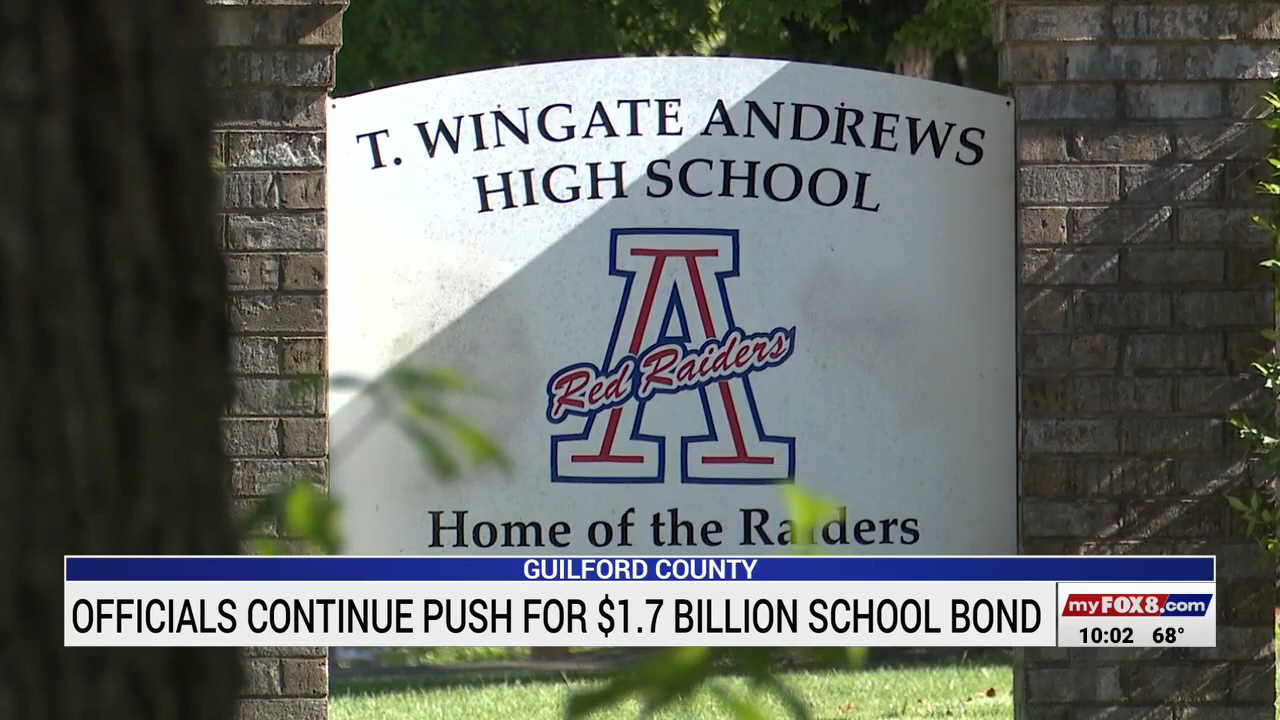 T. WINGATE ANDREWS
HIGH SCHOOL
A
Red Raiders
Home of the Raiders
GUILFORD COUNTY
OFFICIALS CONTINUE PUSH FOR $1.7 BILLION SCHOOL BOND
myFOX8.com
10:02 68°